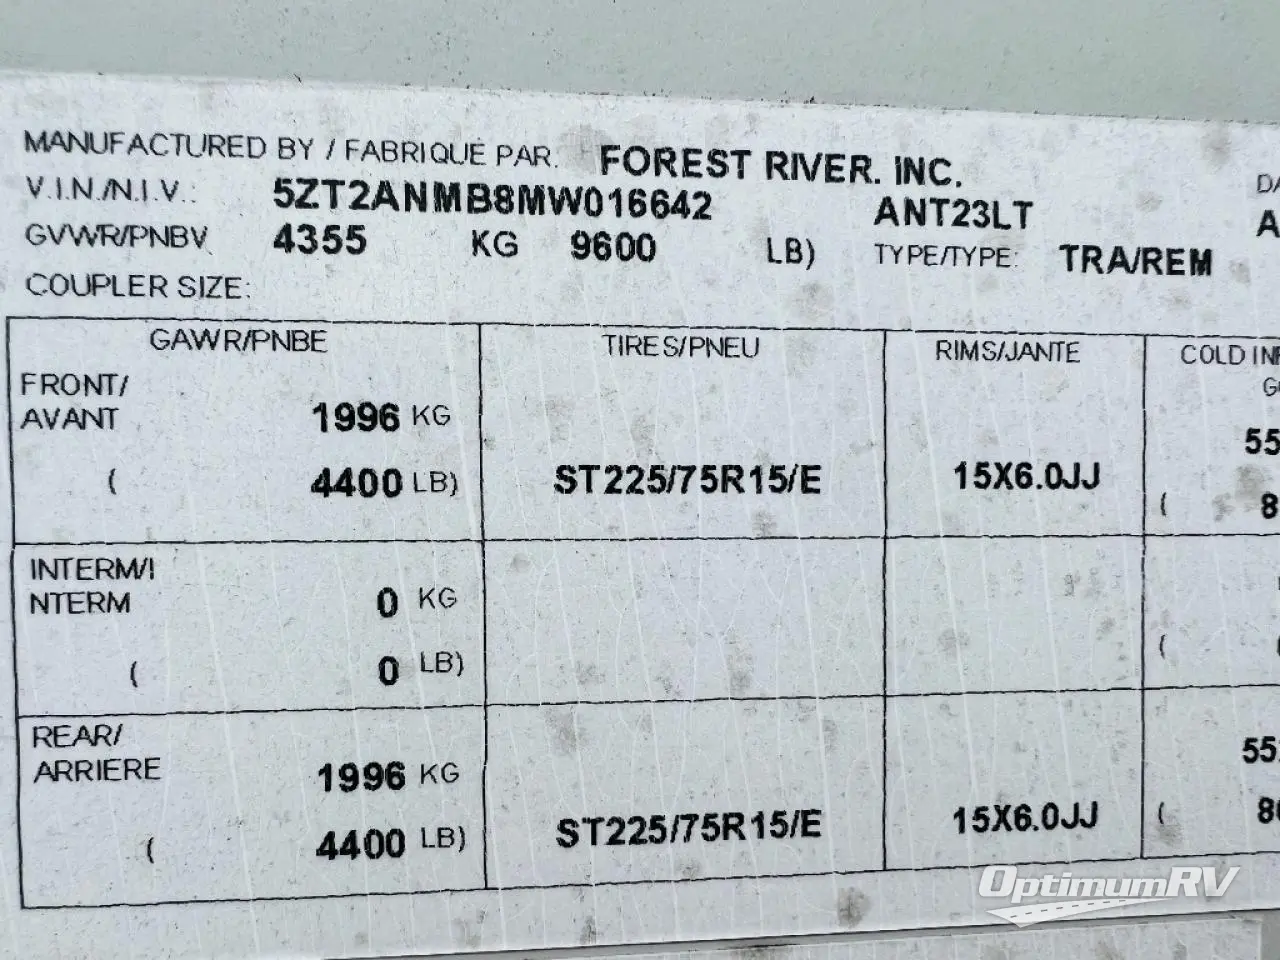 MANUFACTURED BY / FABRIQUE PAR: FOREST RIVER. INC.
V.I.N./N.I.V.: 5ZT2ANMB8MW016642 ANT23LT
GVWR/PNBV 4355 KG 9600 LB) TYPE/TYPE: TRA/REM
COUPLER SIZE:
GAWR/PNBE TIRES/PNEU RIMS/JANTE COLD
FRONT/
AVANT 1996 KG
( 4400 LB) ST225/75R15/E 15X6.0JJ (
INTERM/I
NTERM 0 KG
( 0 LB) (
REAR/
ARRIERE 1996 KG
( 4400 LB) ST225/75R15/E 15X6.0JJ (
OptimumRV